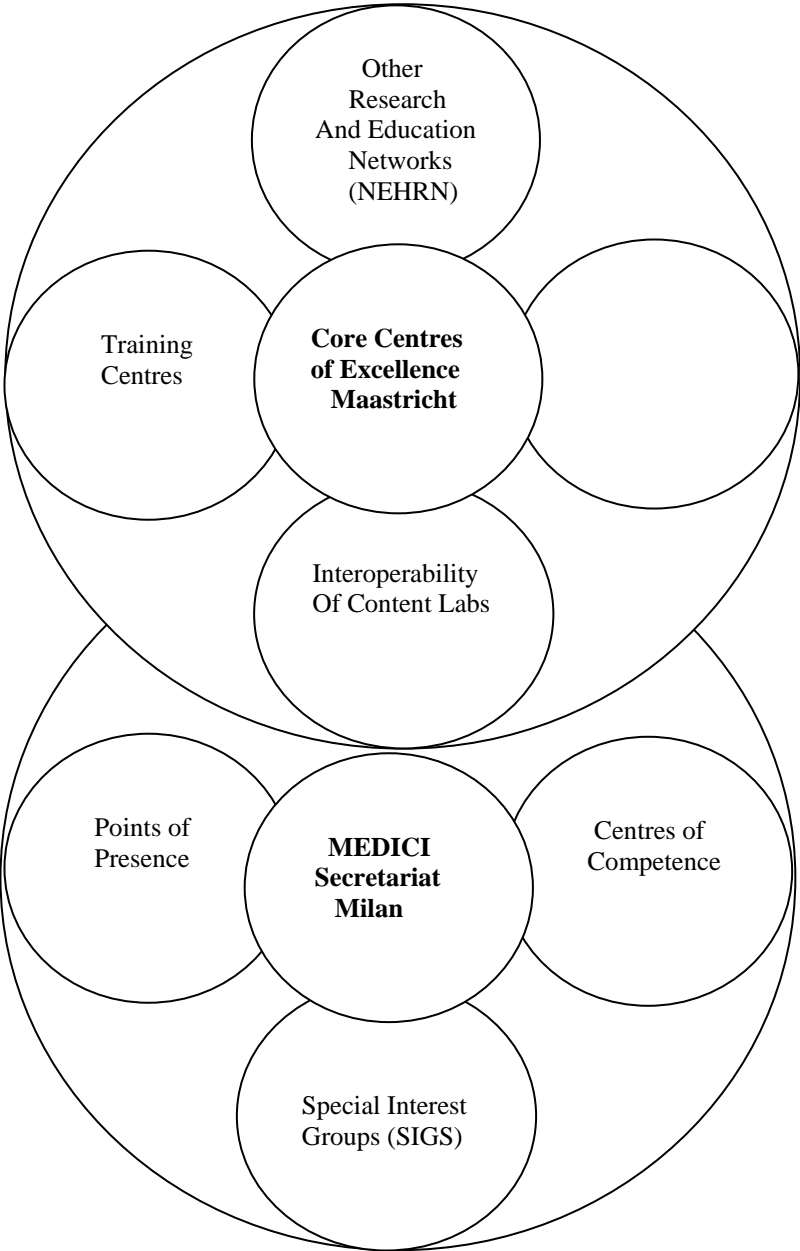 Other
Research
And Education
Networks
(NEHRN)
Training
Centres
Core Centres
of Excellence
Maastricht
Interoperability
Of Content Labs
Points of
Presence
MEDICI
Secretariat
Milan
Centres of
Competence
Special Interest
Groups (SIGS)